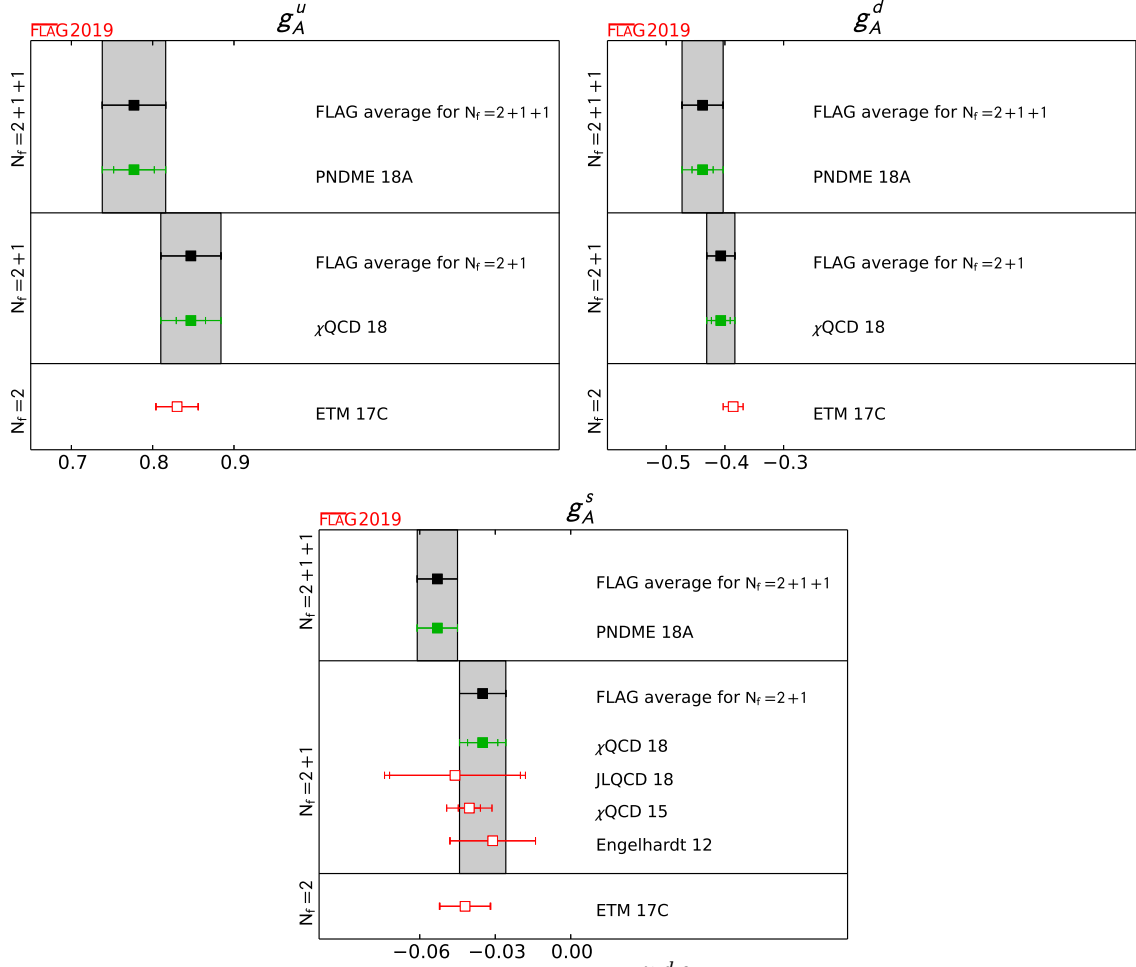 g_A^u
FLAG2019
N_f=2+1+1
FLAG average for N_f=2+1+1
PNDME 18A
N_f=2+1
FLAG average for N_f=2+1
χQCD 18
N_f=2
ETM 17C
0.7 0.8 0.9
g_A^d
FLAG2019
N_f=2+1+1
FLAG average for N_f=2+1+1
PNDME 18A
N_f=2+1
FLAG average for N_f=2+1
χQCD 18
N_f=2
ETM 17C
−0.5 −0.4 −0.3
g_A^s
FLAG2019
N_f=2+1+1
FLAG average for N_f=2+1+1
PNDME 18A
N_f=2+1
FLAG average for N_f=2+1
χQCD 18
JLQCD 18
χQCD 15
Engelhardt 12
N_f=2
ETM 17C
−0.06 −0.03 0.00